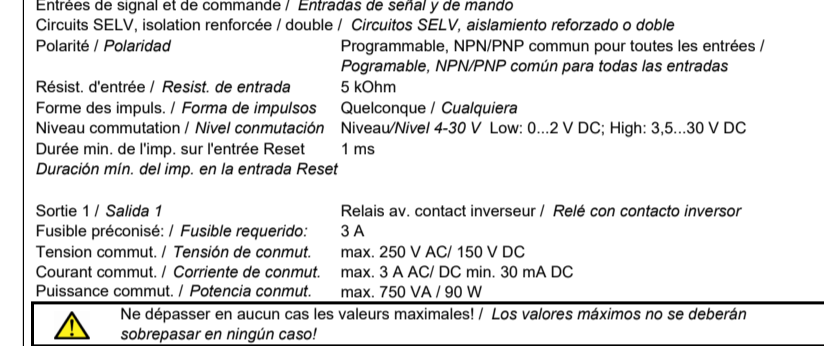 Entrées de signal et de commande / Entradas de señal y de mando
Circuits SELV, isolation renforcée / double / Circuitos SELV, aislamiento reforzado o doble
Polarité / Polaridad Programmable, NPN/PNP commun pour toutes les entrées /
Pogramable, NPN/PNP común para todas las entradas
Résist. d'entrée / Resist. de entrada 5 kOhm
Forme des impuls. / Forma de impulsos Quelconque / Cualquiera
Niveau commutation / Nivel conmutación Niveau/Nivel 4-30 V Low: 0...2 V DC; High: 3,5...30 V DC
Durée min. de l'imp. sur l'entrée Reset 1 ms
Duración mín. del imp. en la entrada Reset
Sortie 1 / Salida 1 Relais av. contact inverseur / Relé con contacto inversor
Fusible préconisé: / Fusible requerido: 3 A
Tension commut. / Tensión de conmut. max. 250 V AC/ 150 V DC
Courant commut. / Corriente de conmut. max. 3 A AC/ DC min. 30 mA DC
Puissance commut. / Potencia conmut. max. 750 VA / 90 W
Ne dépasser en aucun cas les valeurs maximales! / Los valores máximos no se deberán
sobrepasar en ningún caso!